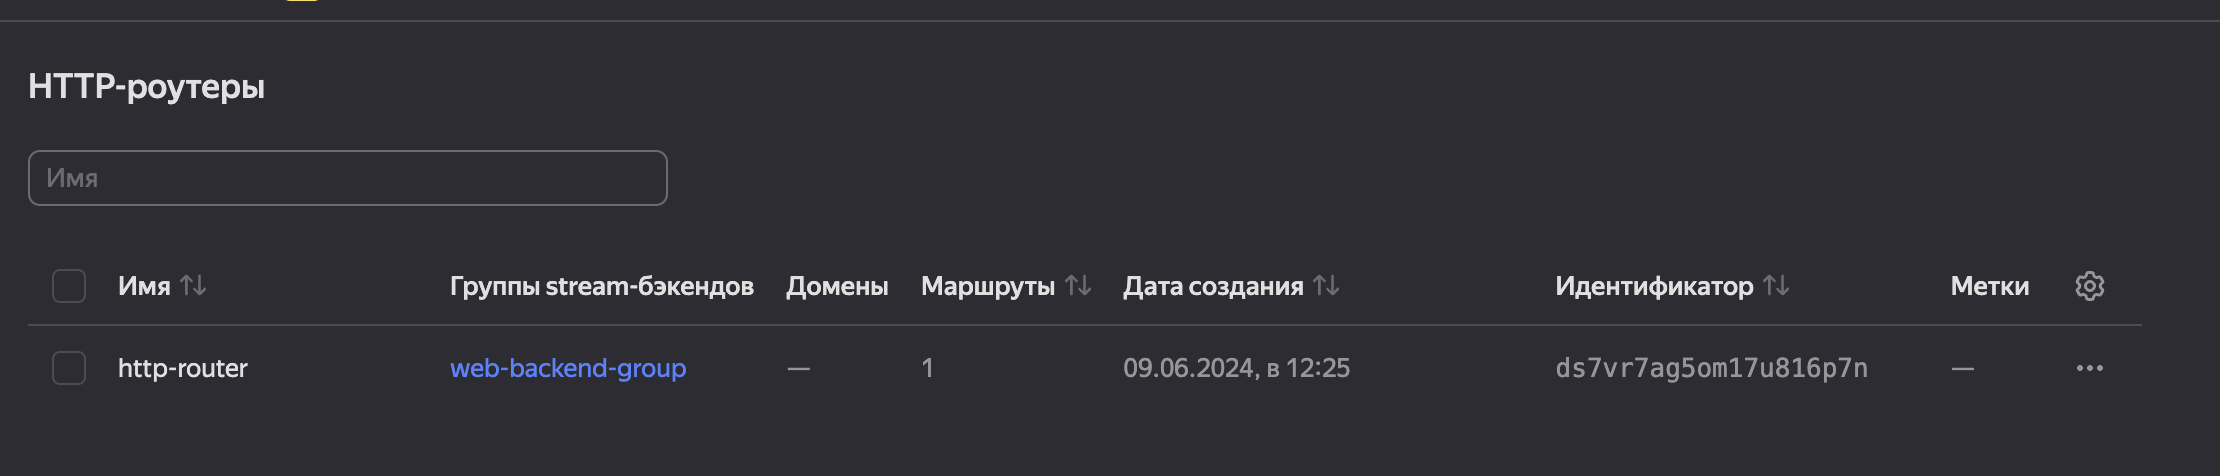 HTTP-роутеры
Имя
Имя Группы stream-бэкендов Домены Маршруты Дата создания Идентификатор Метки
http-router web-backend-group — 1 09.06.2024, в 12:25 ds7vr7ag5om17u816p7n —